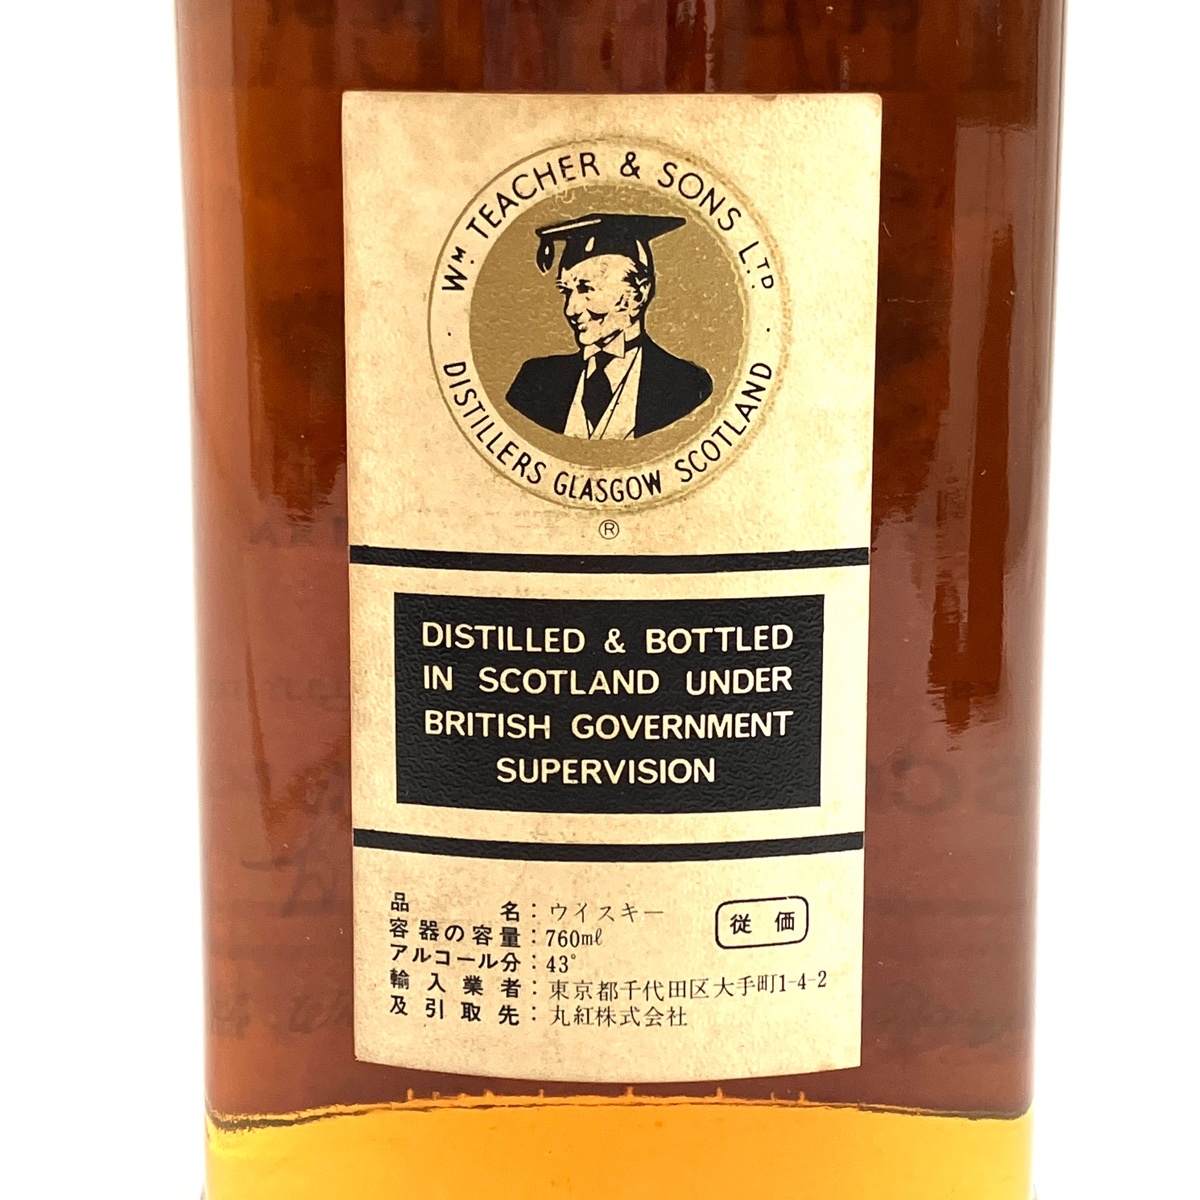 Wᴹ. TEACHER & SONS Lᵀᴰ.
· DISTILLERS GLASGOW SCOTLAND ·
®
DISTILLED & BOTTLED
IN SCOTLAND UNDER
BRITISH GOVERNMENT
SUPERVISION
品名：ウイスキー
従価
容器の容量：760mℓ
アルコール分：43°
輸入業者：東京都千代田区大手町1-4-2
及引取先：丸紅株式会社